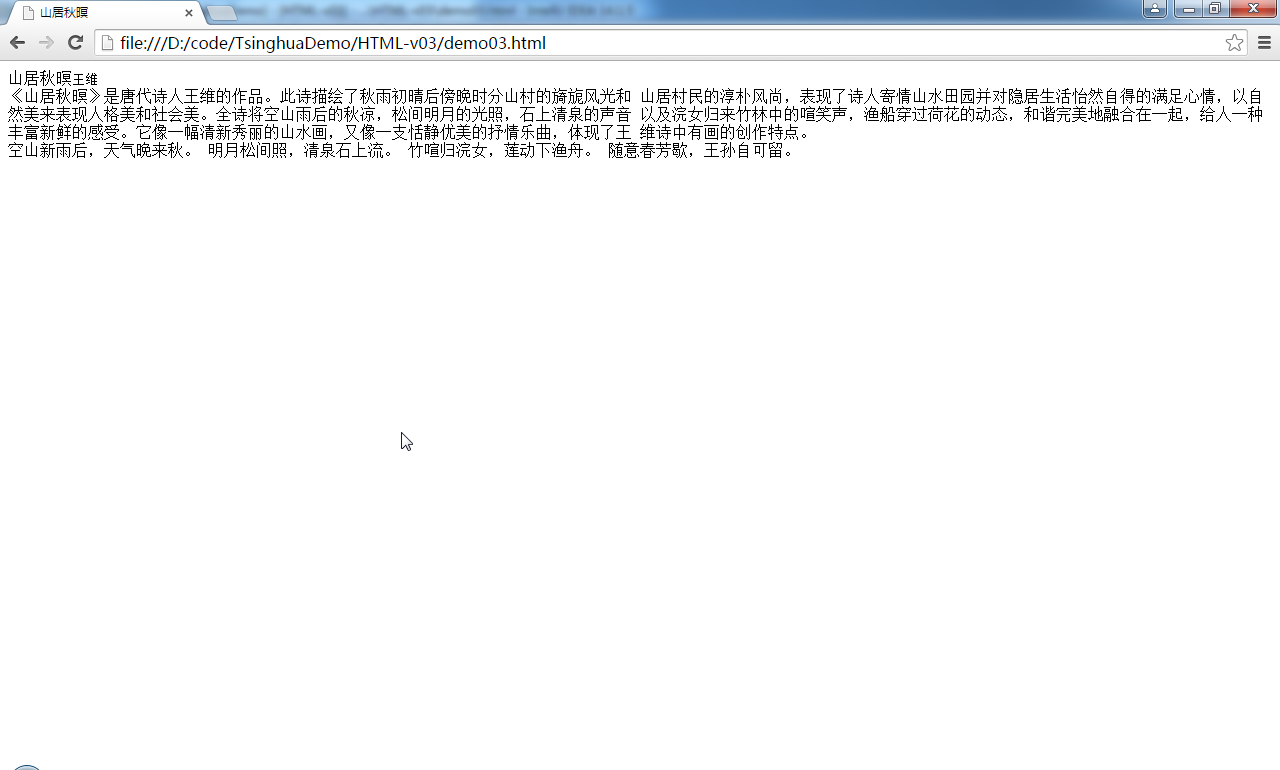 山居秋暝
file:///D:/code/TsinghuaDemo/HTML-v03/demo03.html
山居秋暝王维
《山居秋暝》是唐代诗人王维的作品。此诗描绘了秋雨初晴后傍晚时分山村的旖旎风光和 山居村民的淳朴风尚，表现了诗人寄情山水田园并对隐居生活怡然自得的满足心情，以自
然美来表现人格美和社会美。全诗将空山雨后的秋凉，松间明月的光照，石上清泉的声音 以及浣女归来竹林中的喧笑声，渔船穿过荷花的动态，和谐完美地融合在一起，给人一种
丰富新鲜的感受。它像一幅清新秀丽的山水画，又像一支恬静优美的抒情乐曲，体现了王 维诗中有画的创作特点。
空山新雨后，天气晚来秋。 明月松间照，清泉石上流。 竹喧归浣女，莲动下渔舟。 随意春芳歇，王孙自可留。